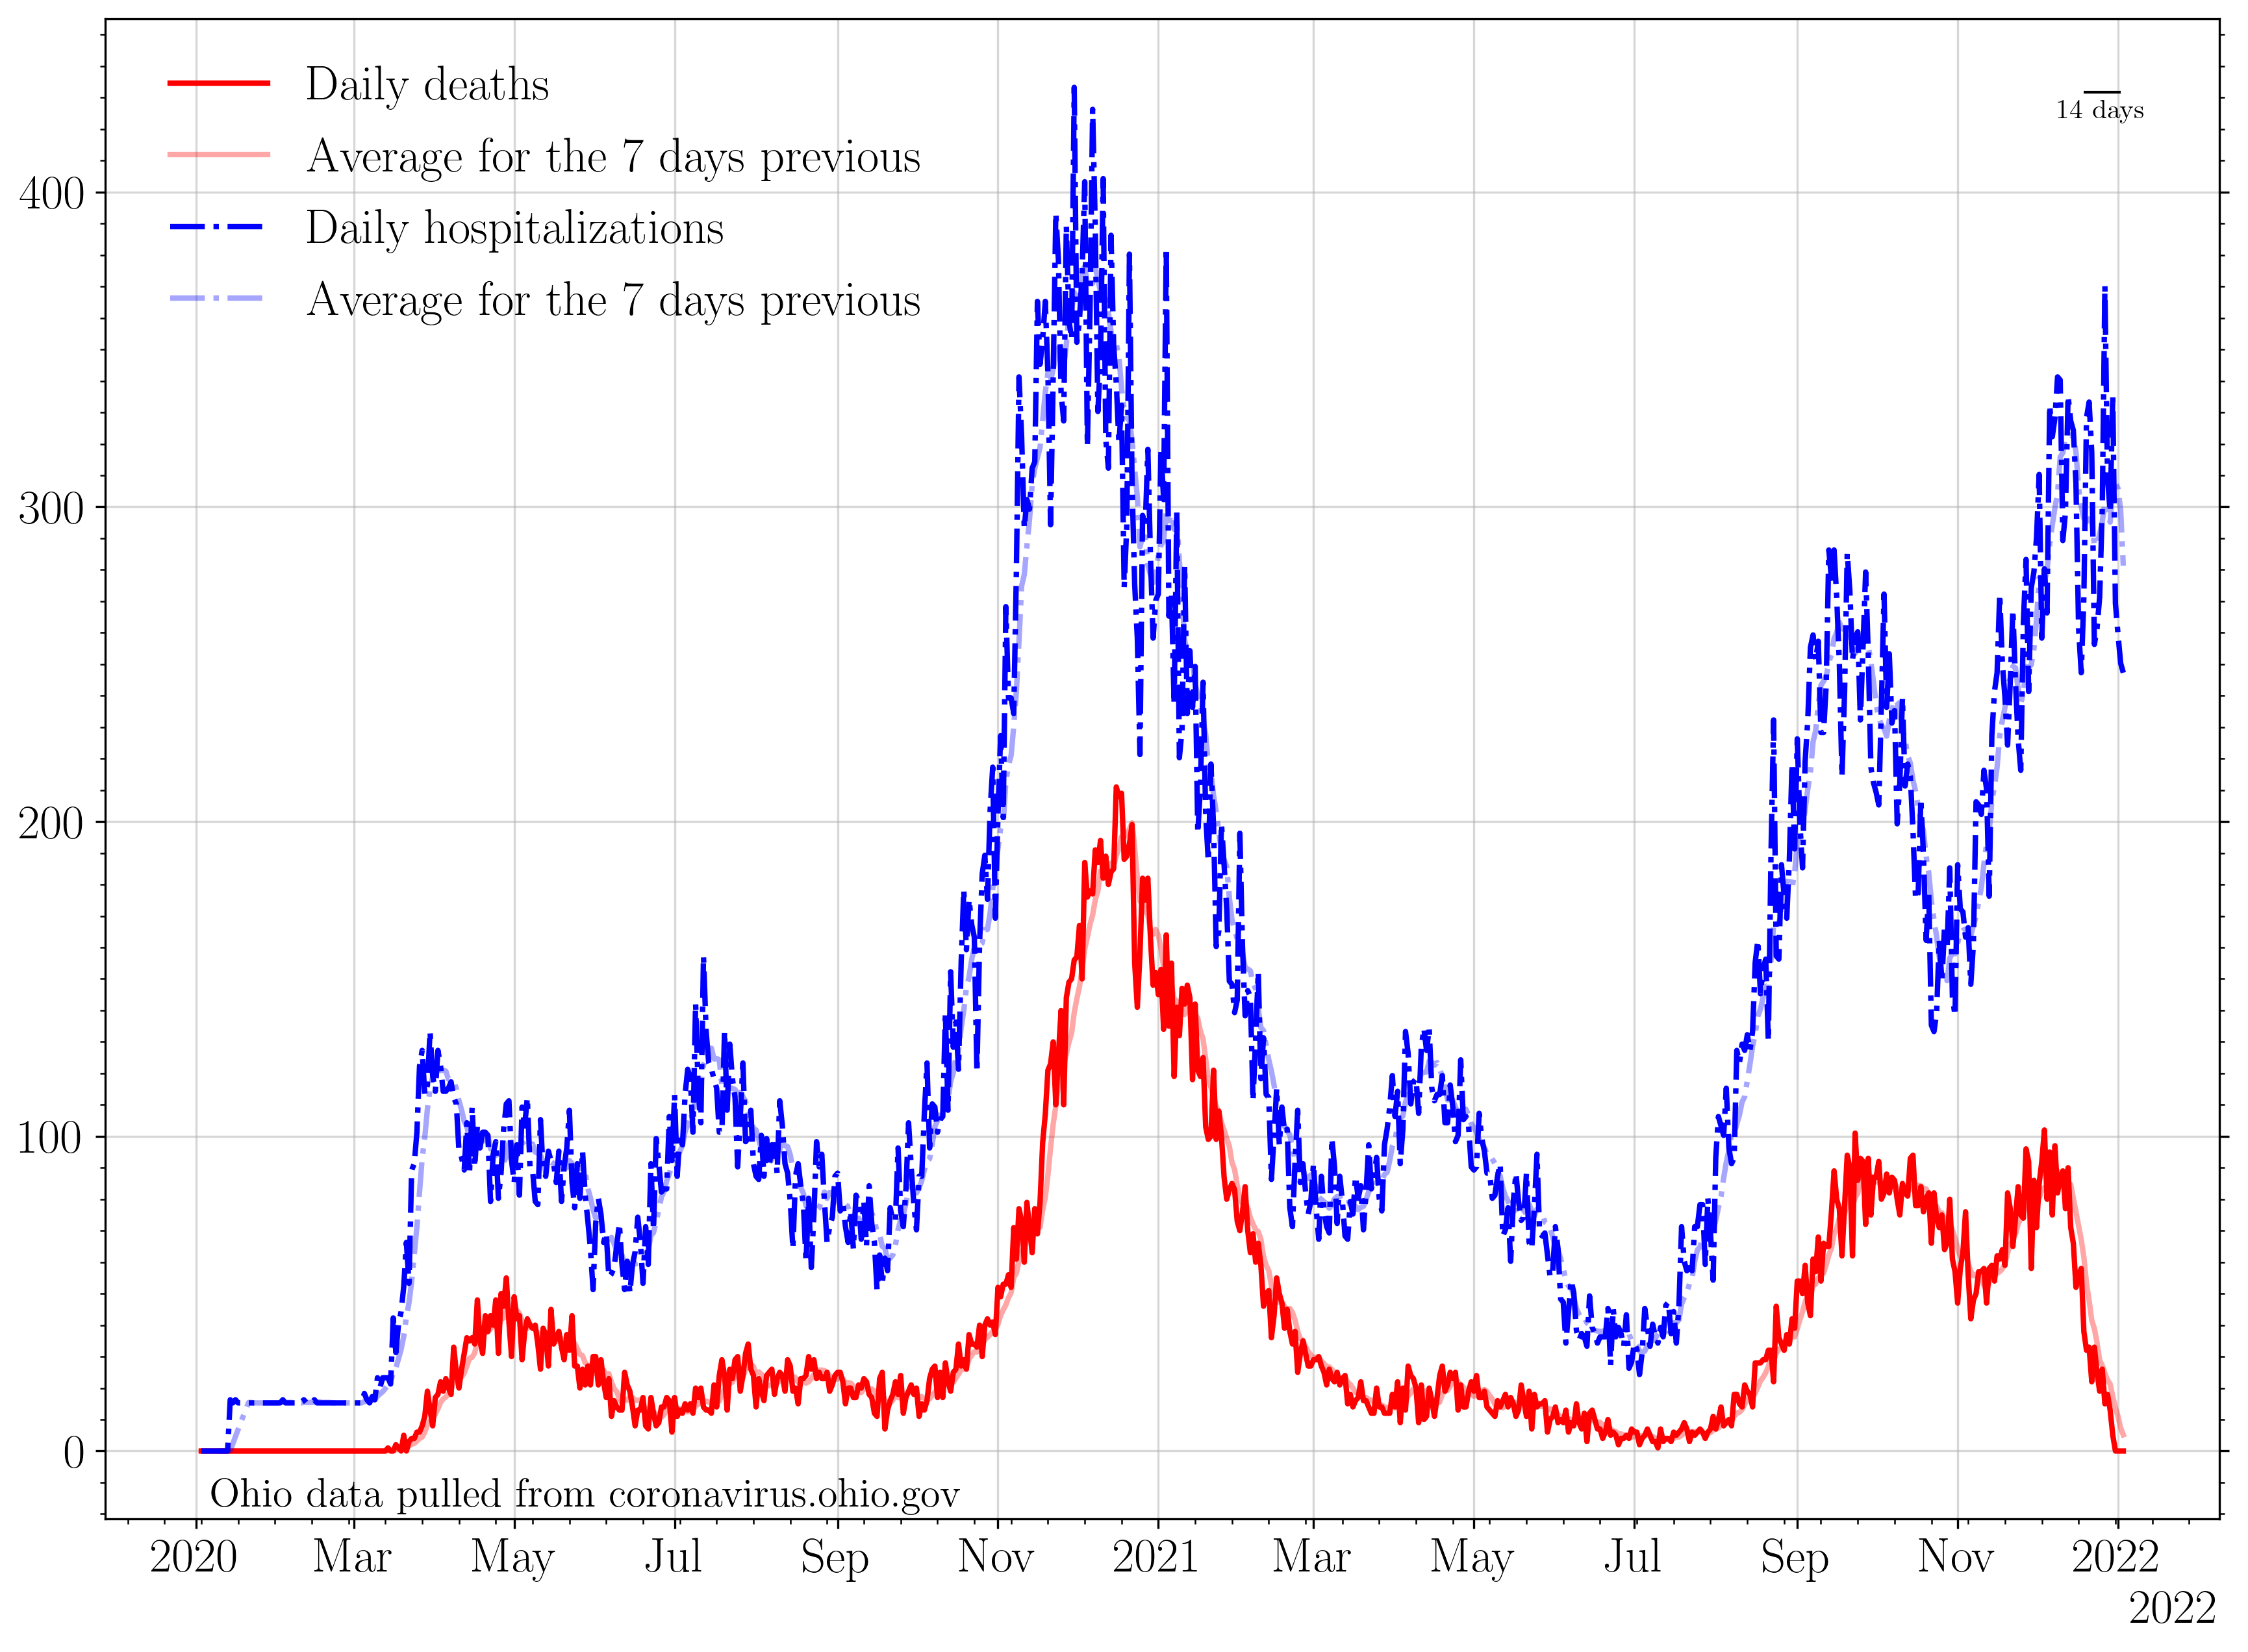 Daily deaths
Average for the 7 days previous
Daily hospitalizations
Average for the 7 days previous
14 days
400
300
200
100
0
Ohio data pulled from coronavirus.ohio.gov
2020 Mar May Jul Sep Nov 2021 Mar May Jul Sep Nov 2022
2022